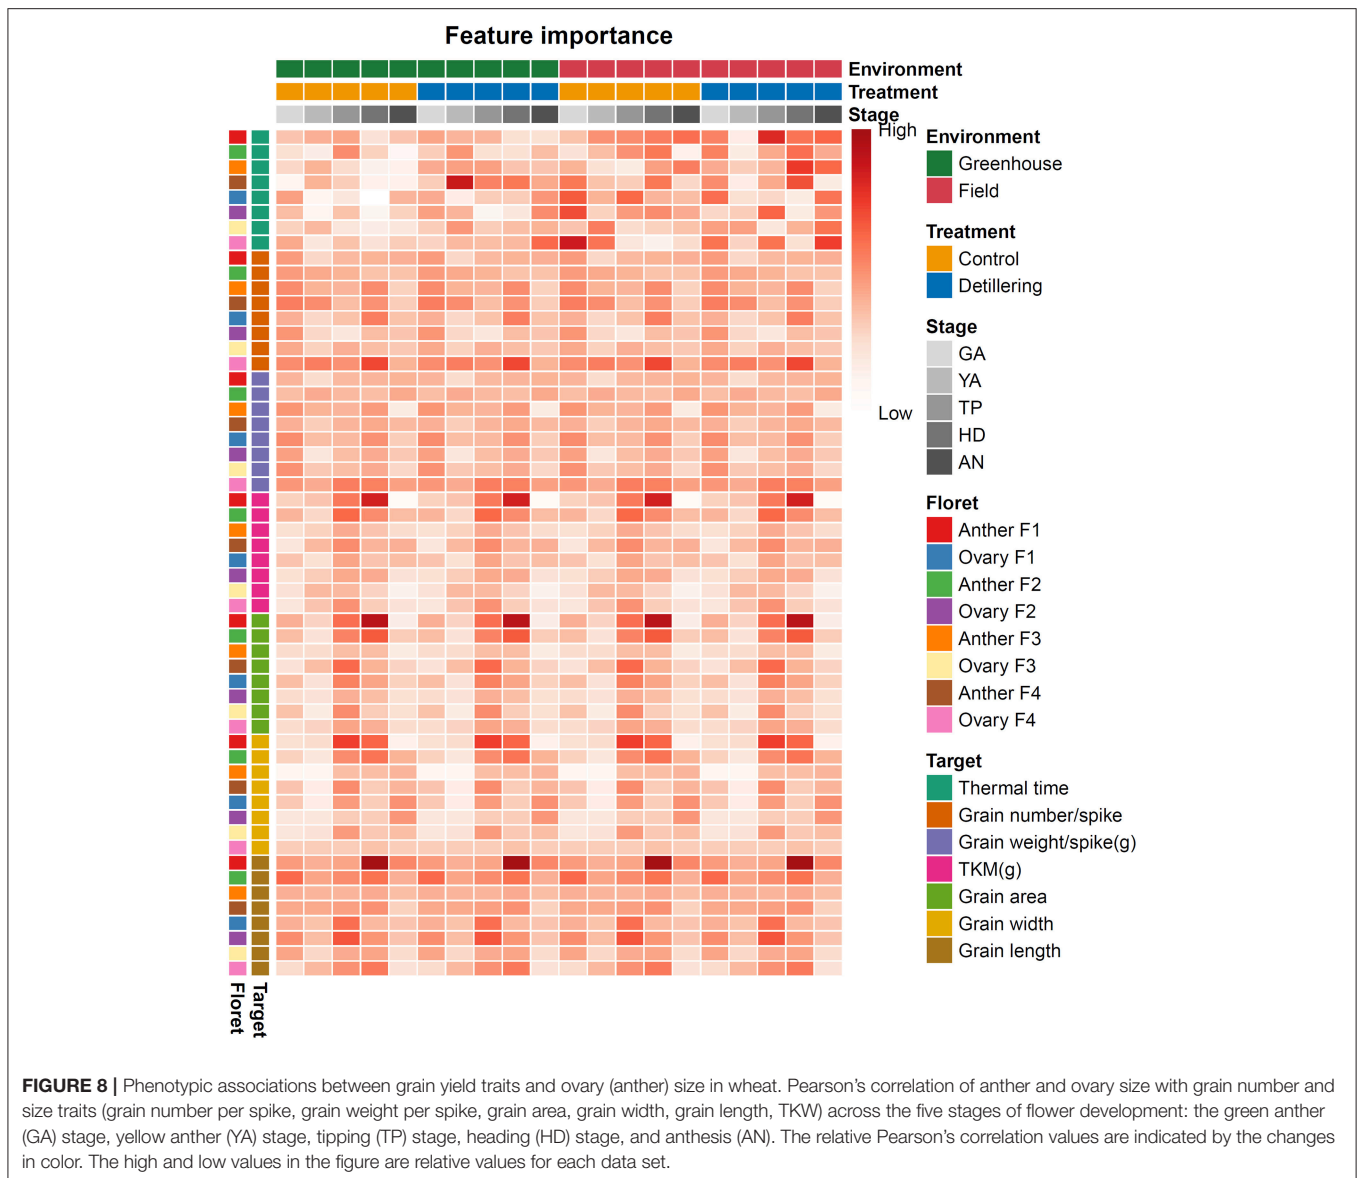 Feature importance
Environment
Treatment
Stage
High
Low
Environment
Greenhouse
Field
Treatment
Control
Detillering
Stage
GA
YA
TP
HD
AN
Floret
Anther F1
Ovary F1
Anther F2
Ovary F2
Anther F3
Ovary F3
Anther F4
Ovary F4
Target
Thermal time
Grain number/spike
Grain weight/spike(g)
TKM(g)
Grain area
Grain width
Grain length
Floret
Target
FIGURE 8 | Phenotypic associations between grain yield traits and ovary (anther) size in wheat. Pearson's correlation of anther and ovary size with grain number and
size traits (grain number per spike, grain weight per spike, grain area, grain width, grain length, TKW) across the five stages of flower development: the green anther
(GA) stage, yellow anther (YA) stage, tipping (TP) stage, heading (HD) stage, and anthesis (AN). The relative Pearson's correlation values are indicated by the changes
in color. The high and low values in the figure are relative values for each data set.